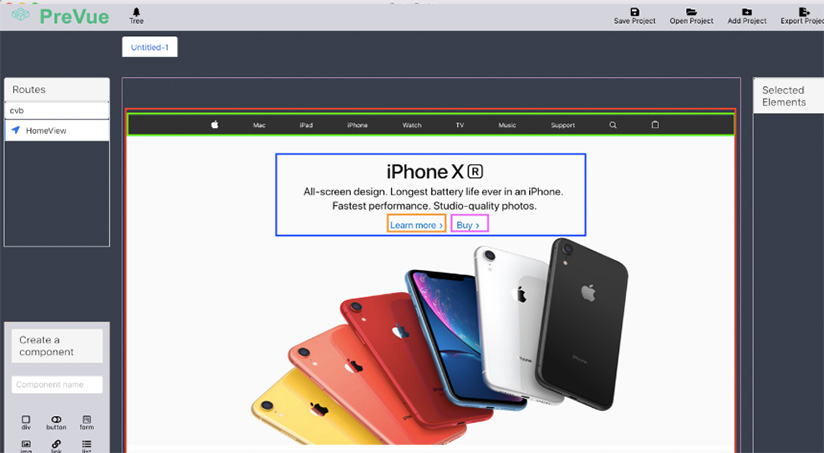 PreVue
Tree
Save Project
Open Project
Add Project
Export Project
Untitled-1
Routes
cvb
HomeView
Selected
Elements
Mac
iPad
iPhone
Watch
TV
Music
Support
iPhone X R
All-screen design. Longest battery life ever in an iPhone.
Fastest performance. Studio-quality photos.
Learn more ›
Buy ›
iPhone
Create a
component
Component name
div
button
form
img
link
list